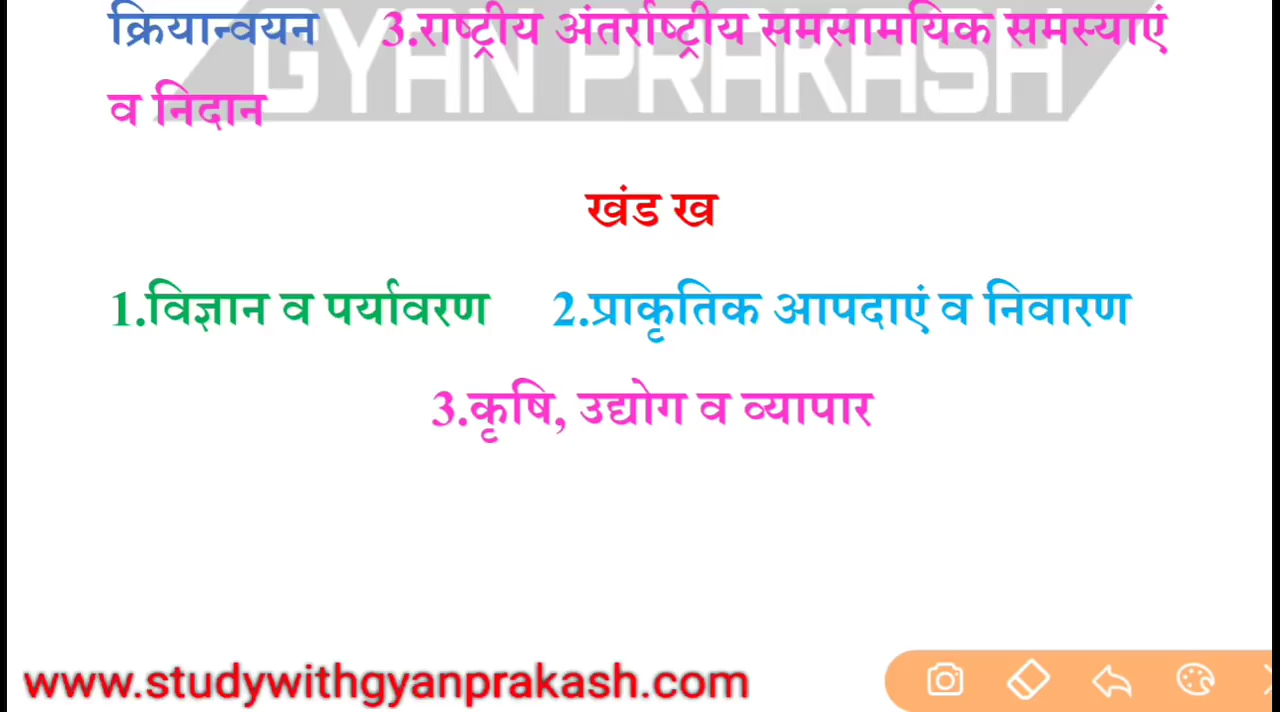 क्रियान्वयन 3.राष्ट्रीय अंतर्राष्ट्रीय समसामयिक समस्याएं
व निदान
GYAN PRAKASH
खंड ख
1.विज्ञान व पर्यावरण 2.प्राकृतिक आपदाएं व निवारण
3.कृषि, उद्योग व व्यापार
www.studywithgyanprakash.com